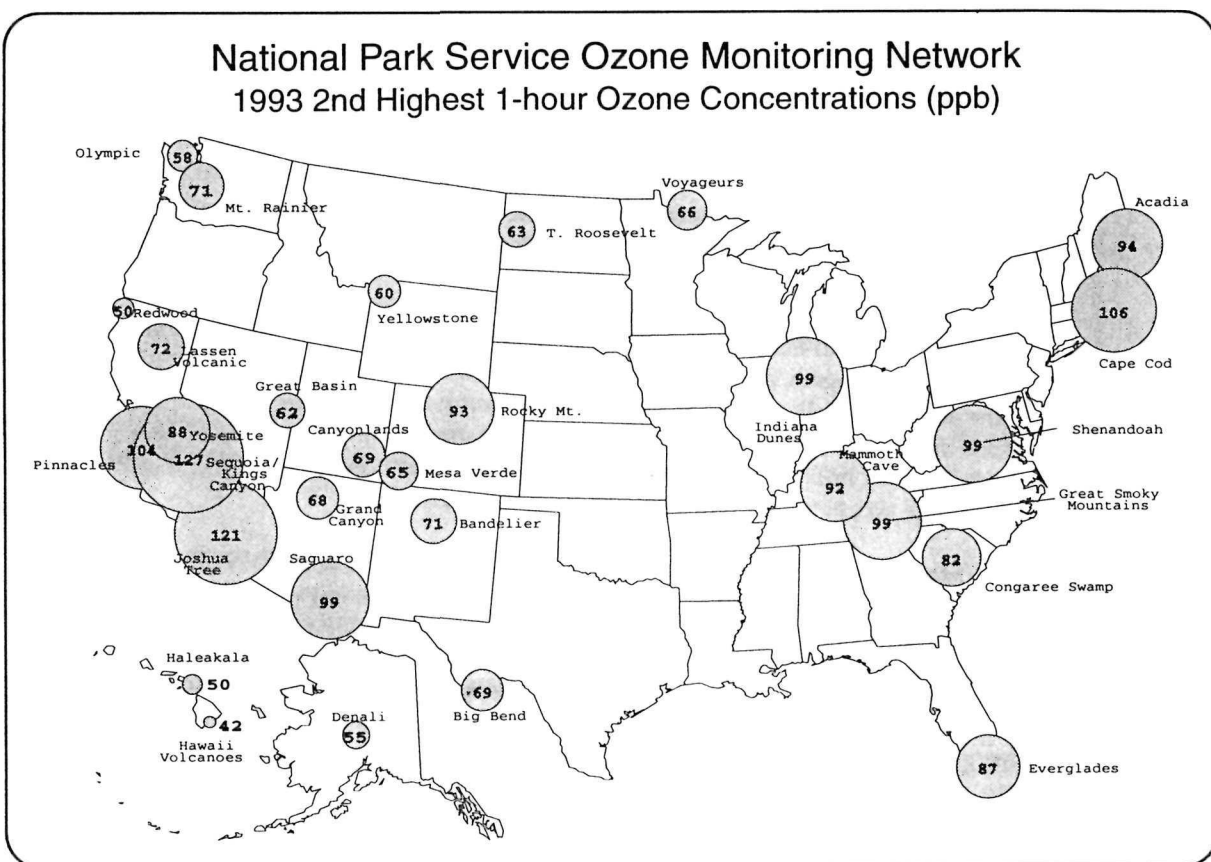 National Park Service Ozone Monitoring Network
1993 2nd Highest 1-hour Ozone Concentrations (ppb)
Olympic
58
71
Mt. Rainier
Voyageurs
66
63
T. Roosevelt
Acadia
94
60
Yellowstone
50
Redwood
106
Cape Cod
72
Lassen
Volcanic
Great Basin
62
93
Rocky Mt.
99
Indiana
Dunes
Canyonlands
69
65
Mesa Verde
88
Yosemite
104
Pinnacles
127
Sequoia/
Kings
Canyon
99
Shenandoah
Mammoth
Cave
92
68
Grand
Canyon
71
Bandelier
99
Great Smoky
Mountains
121
Joshua
Tree
Saguaro
99
82
Congaree Swamp
Haleakala
50
42
Hawaii
Volcanoes
Denali
55
69
Big Bend
87
Everglades